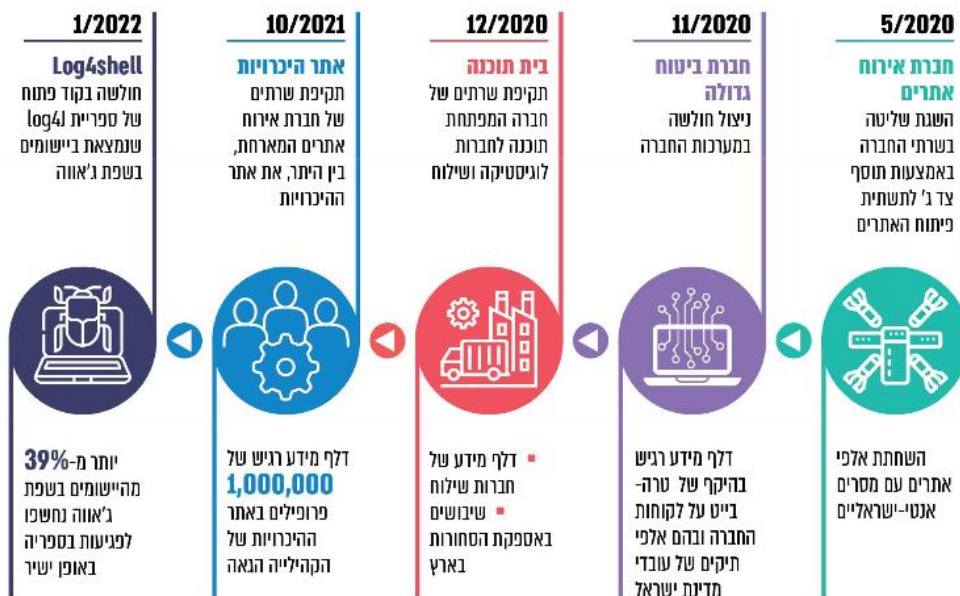 5/2020
חברת אירוח
אתרים
השגת שליטה
בשרתי החברה
באמצעות תוסף
צד ג' לתשתית
פיתוח האתרים
השחתת אלפי
אתרים עם מסרים
אנטי-ישראליים
11/2020
חברת ביטוח
גדולה
ניצול חולשה
במערכות החברה
דלף מידע רגיש
בהיקף של טרה-
בייט על לקוחות
החברה ובהם אלפי
תיקים של עובדי
מדינת ישראל
12/2020
בית תוכנה
תקיפת שרתים של
חברה המפתחת
תוכנה לחברות
לוגיסטיקה ושילוח
▪ דלף מידע של
חברות שילוח
▪ שיבושים
באספקת הסחורות
בארץ
10/2021
אתר היכרויות
תקיפת שרתים
של חברת אירוח
אתרים המארחת,
בין היתר, את אתר
ההיכרויות
דלף מידע רגיש של
1,000,000
פרופילים באתר
ההיכרויות של
הקהילייה הגאה
1/2022
Log4shell
חולשה בקוד פתוח
של ספריית log4J
שנמצאת ביישומים
בשפת ג'אווה
יותר מ-39%
מהיישומים בשפת
ג'אווה נחשפו
לפגיעות בספריה
באופן ישיר